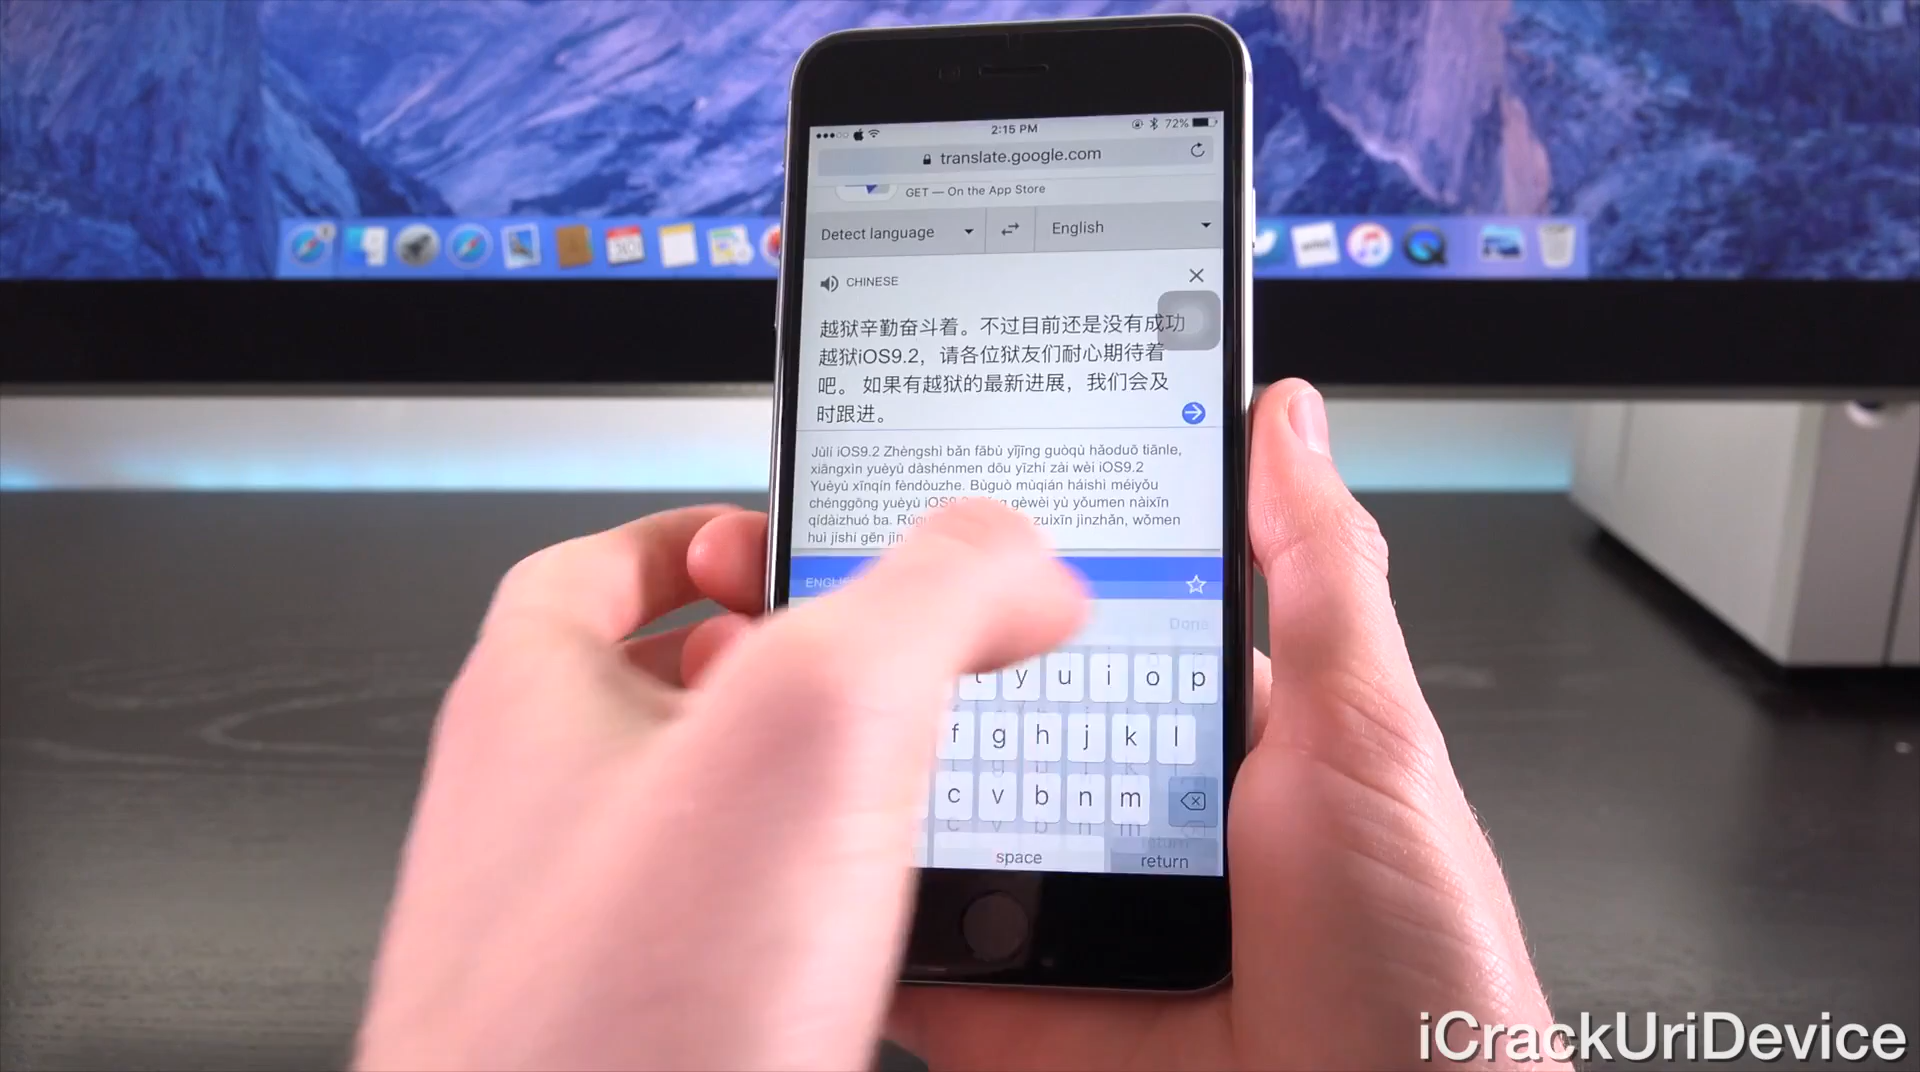 2:15 PM
72%
translate.google.com
GET — On the App Store
Detect language
English
CHINESE
越狱辛勤奋斗着。不过目前还是没有成功
越狱iOS9.2，请各位狱友们耐心期待着
吧。 如果有越狱的最新进展，我们会及
时跟进。
Jùlí iOS9.2 Zhèngshì bǎn fābù yǐjīng guòqù hǎoduō tiānle,
xiāngxìn yuèyù dàshénmen dōu yīzhí zài wèi iOS9.2
Yuèyù xīnqín fèndòuzhe. Bùguò mùqián háishì méiyǒu
chénggōng yuèyù iOS9.2 gèwèi yù yǒumen nàixīn
qídàizhuó ba. zuìxīn jìnzhǎn, wǒmen
huì jíshí gēn jìn.
Done
t y u i o p
f g h j k l
c v b n m
space
return
iCrackUriDevice